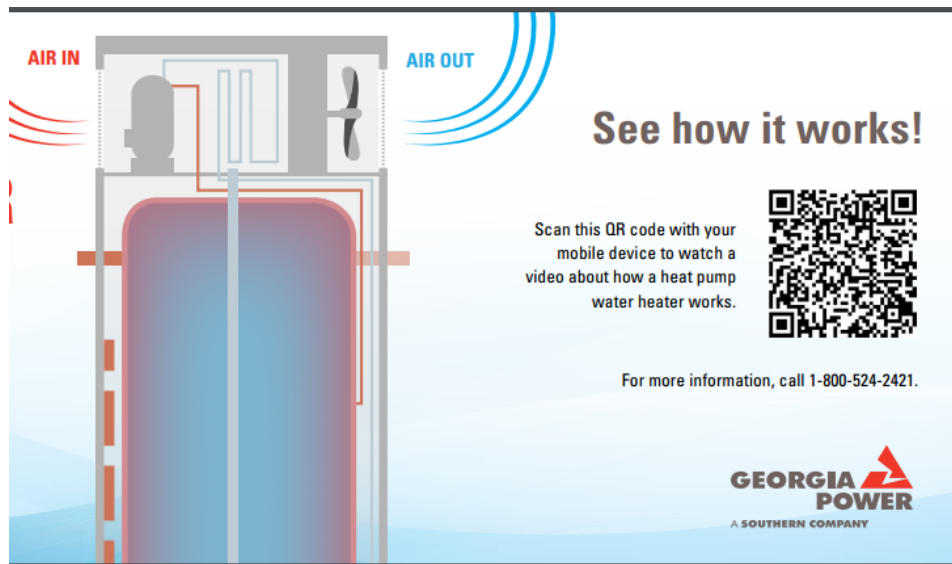 AIR IN
AIR OUT
See how it works!
Scan this QR code with your
mobile device to watch a
video about how a heat pump
water heater works.
For more information, call 1-800-524-2421.
GEORGIA
POWER
A SOUTHERN COMPANY